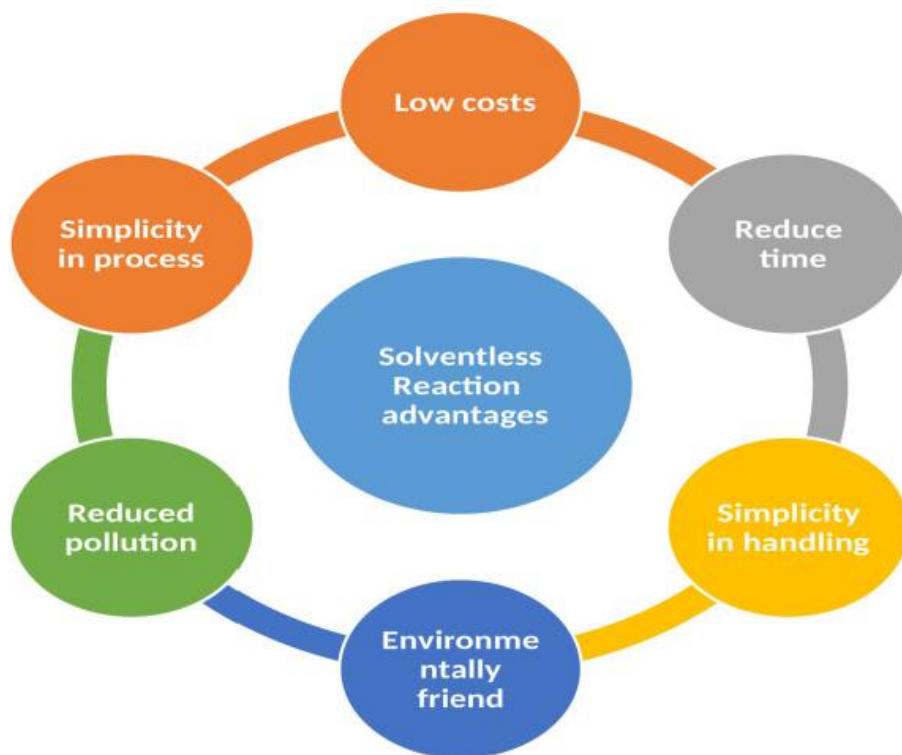 Low costs
Reduce
time
Simplicity
in handling
Environme
ntally
friend
Reduced
pollution
Simplicity
in process
Solventless
Reaction
advantages